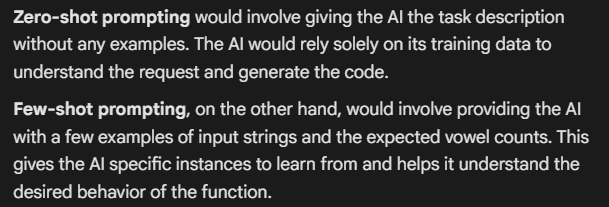 Zero-shot prompting would involve giving the AI the task description
without any examples. The AI would rely solely on its training data to
understand the request and generate the code.
Few-shot prompting, on the other hand, would involve providing the AI
with a few examples of input strings and the expected vowel counts. This
gives the AI specific instances to learn from and helps it understand the
desired behavior of the function.